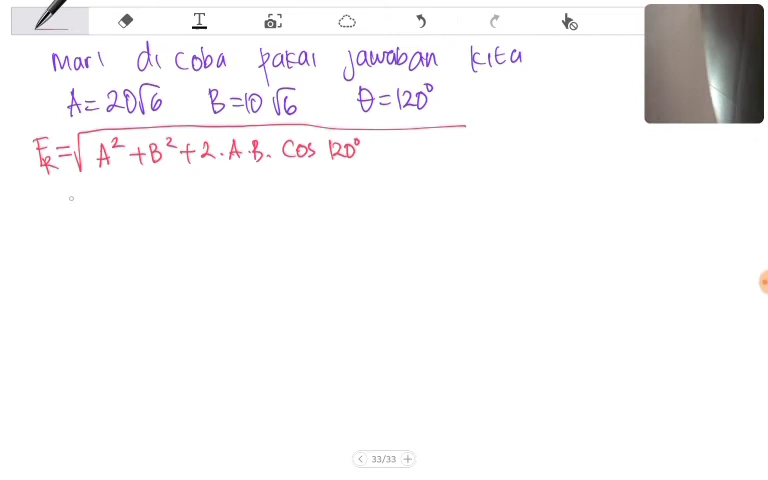 T
Mari di coba pakai jawaban kita
A = 20√6 B = 10√6 θ = 120°
F_R = √(A² + B² + 2 . A . B . Cos 120°)
33/33